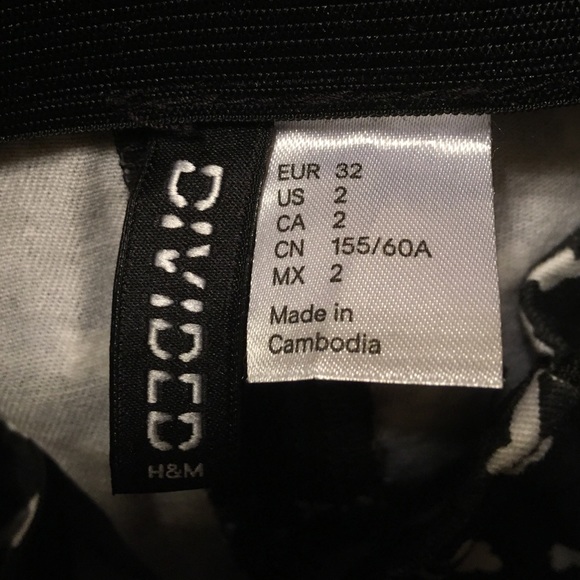 DIVIDED
H&M
EUR 32
US 2
CA 2
CN 155/60A
MX 2
Made in
Cambodia